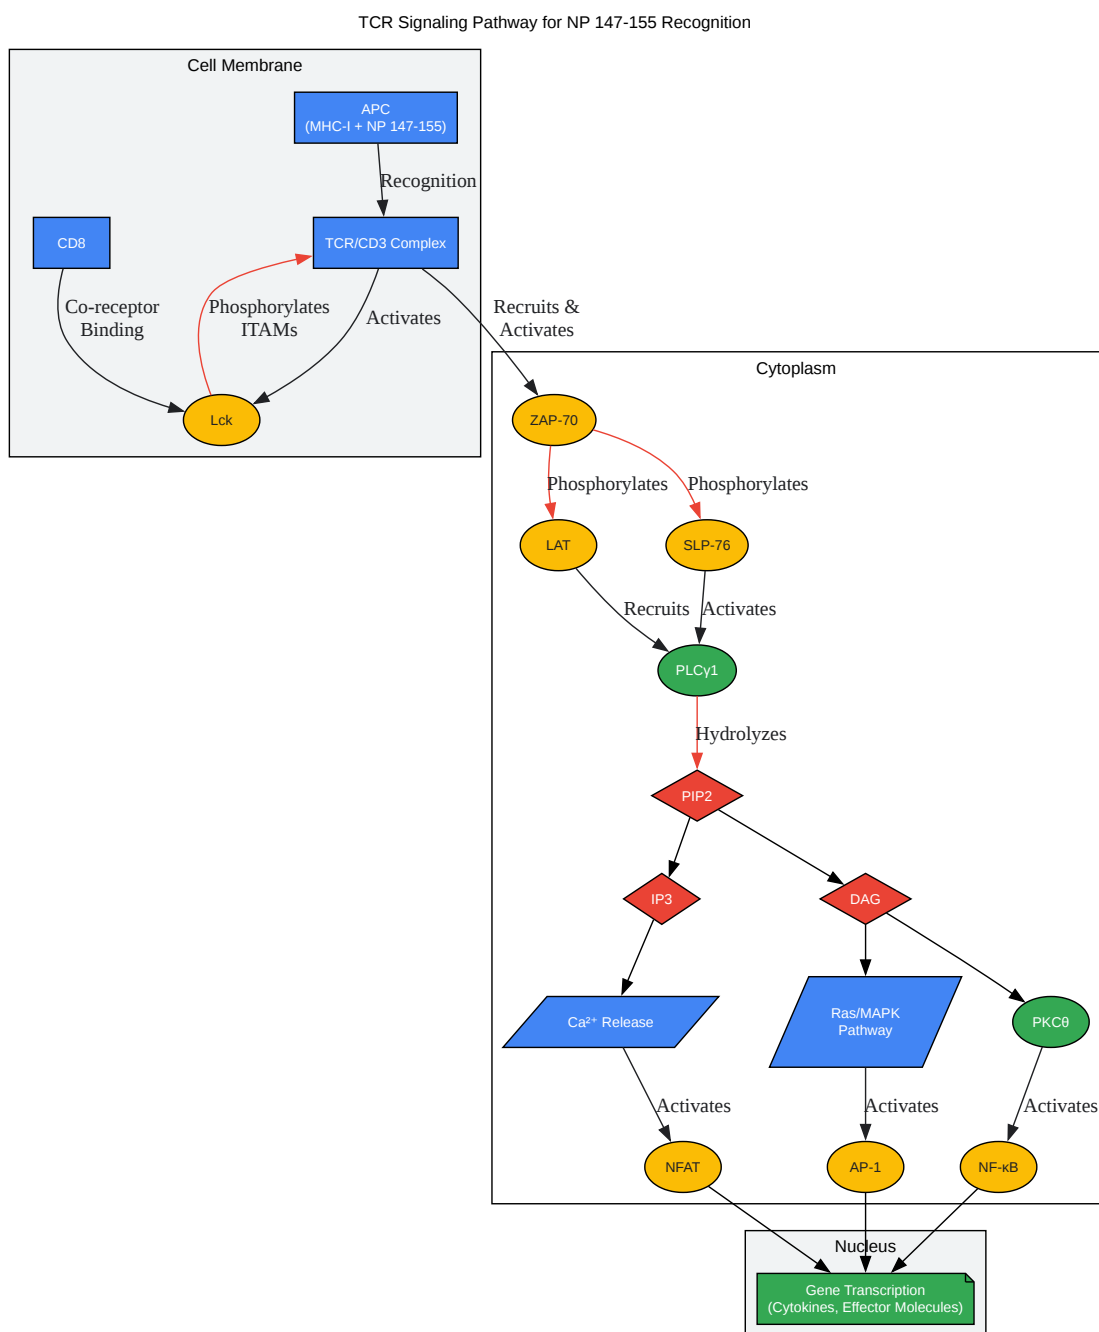 TCR Signaling Pathway for NP 147-155 Recognition
Cell Membrane
APC
(MHC-I + NP 147-155)
Recognition
CD8
TCR/CD3 Complex
Co-receptor
Binding
Phosphorylates
ITAMs
Activates
Recruits &
Activates
Lck
Cytoplasm
ZAP-70
Phosphorylates
Phosphorylates
LAT
SLP-76
Recruits
Activates
PLCγ1
Hydrolyzes
PIP2
IP3
DAG
Ca²⁺ Release
Ras/MAPK
Pathway
PKCθ
Activates
Activates
Activates
NFAT
AP-1
NF-κB
Nucleus
Gene Transcription
(Cytokines, Effector Molecules)